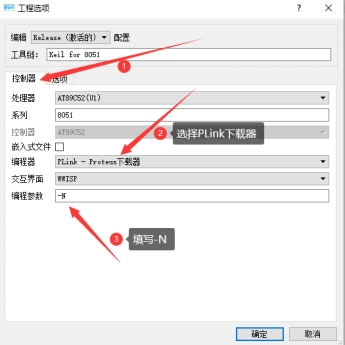 工程选项
编辑 Release (激活的) 配置
工具链: Keil for 8051
1
控制器 选项
处理器 AT89C52(U1)
系列 8051
控制器 AT89C52
2 选择PLink下载器
嵌入式文件
编程器 PLink - Proteus下载器
交互界面 WWISP
编程参数 -N
3 填写-N
确定 取消